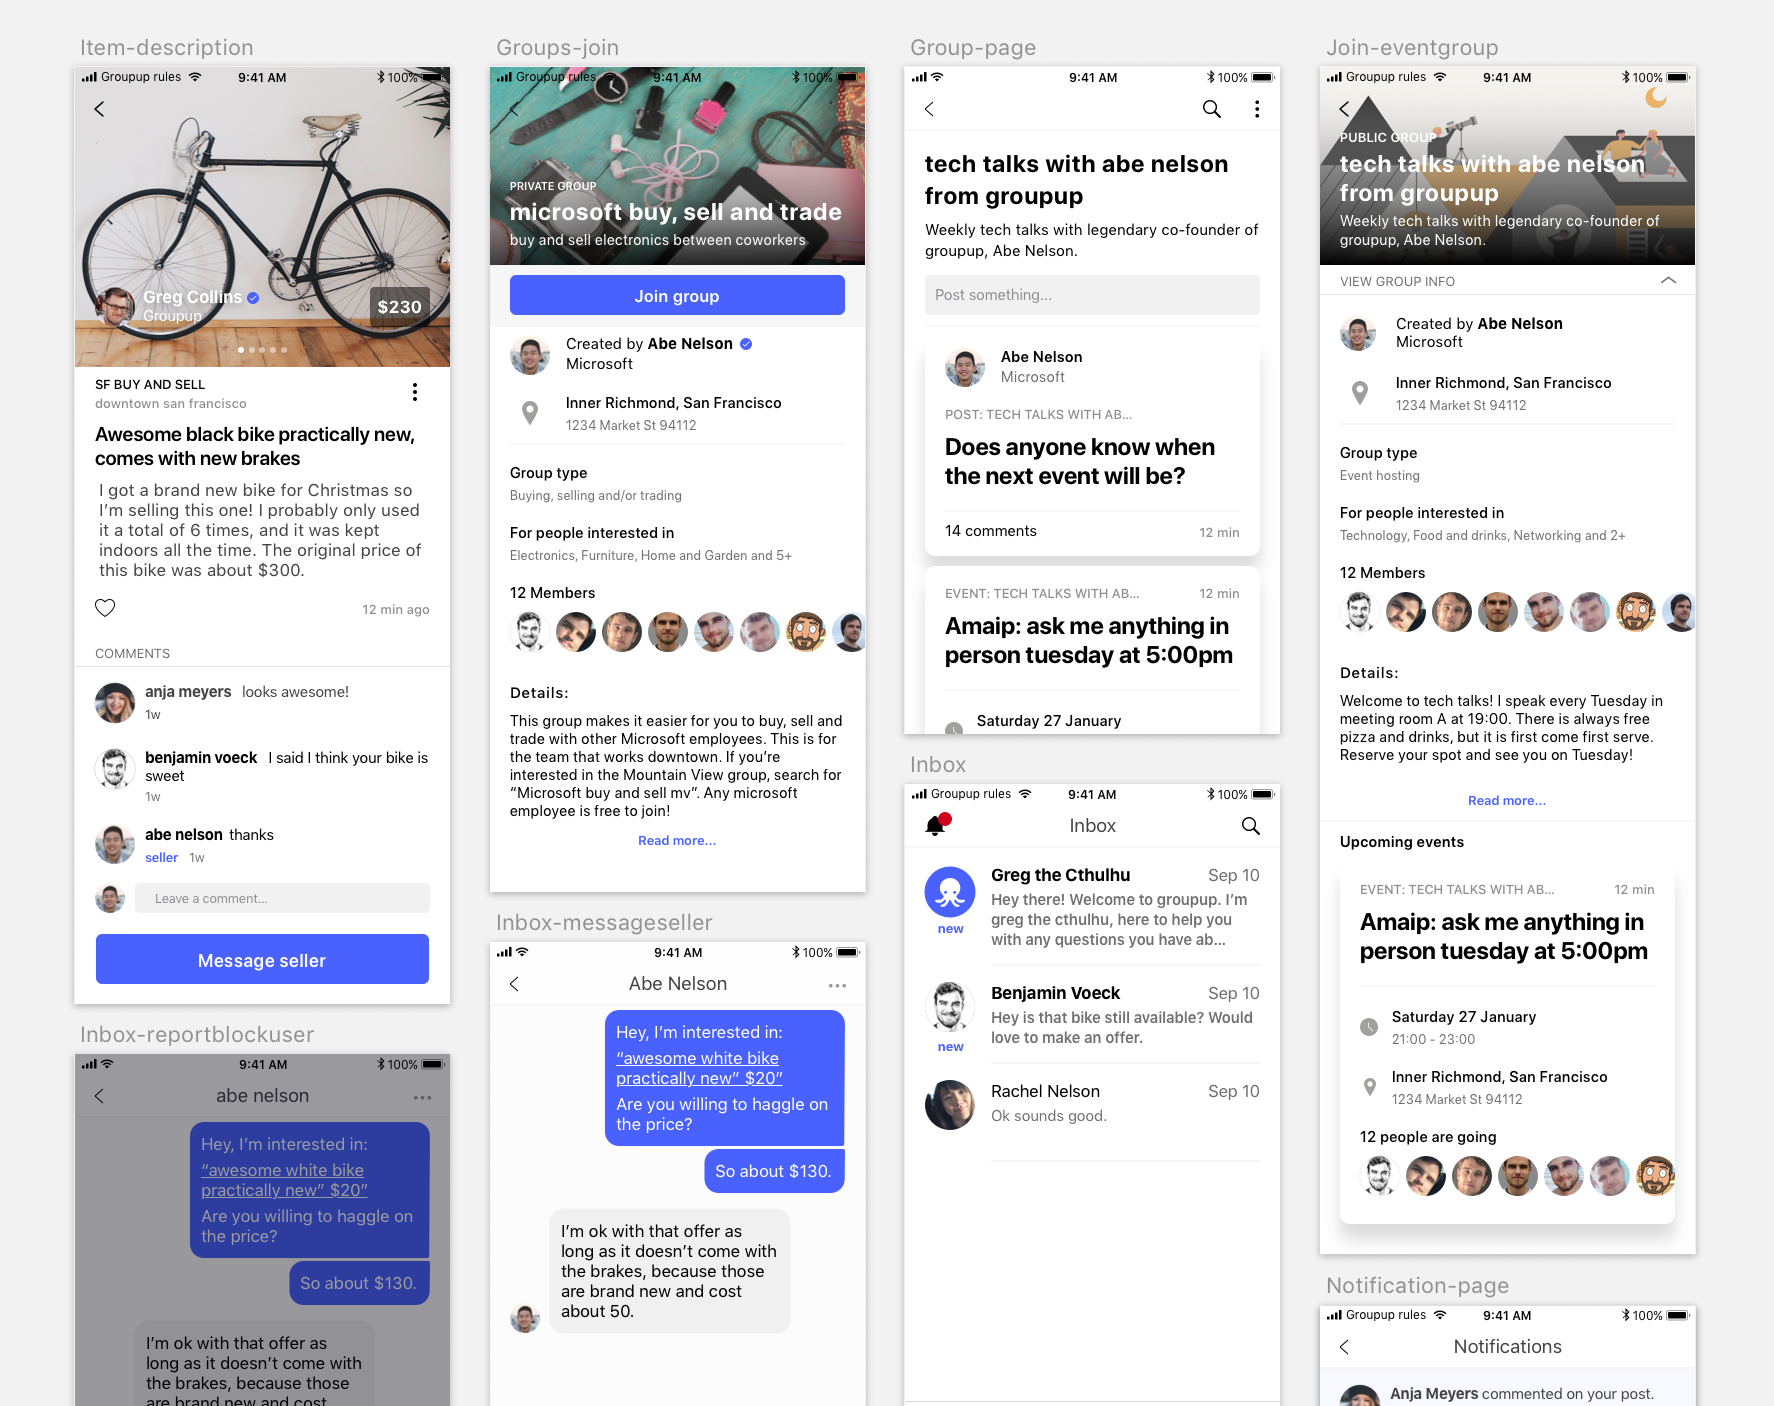 Item-description
Groupup rules 9:41 AM 100%
Greg Collins
Groupup
$230
SF BUY AND SELL
downtown san francisco
Awesome black bike practically new,
comes with new brakes
I got a brand new bike for Christmas so
I'm selling this one! I probably only used
it a total of 6 times, and it was kept
indoors all the time. The original price of
this bike was about $300.
12 min ago
COMMENTS
anja meyers looks awesome!
1w
benjamin voeck I said I think your bike is
sweet
1w
abe nelson thanks
seller 1w
Leave a comment...
Message seller
Inbox-reportblockuser
9:41 AM 100%
abe nelson
Hey, I'm interested in:
“awesome white bike
practically new” $20”
Are you willing to haggle on
the price?
So about $130.
I'm ok with that offer as
long as it doesn't come with
the brakes, because those
are brand new and cost
Groups-join
Groupup rules 9:41 AM 100%
PRIVATE GROUP
microsoft buy, sell and trade
buy and sell electronics between coworkers
Join group
Created by Abe Nelson
Microsoft
Inner Richmond, San Francisco
1234 Market St 94112
Group type
Buying, selling and/or trading
For people interested in
Electronics, Furniture, Home and Garden and 5+
12 Members
Details:
This group makes it easier for you to buy, sell and
trade with other Microsoft employees. This is for
the team that works downtown. If you're
interested in the Mountain View group, search for
“Microsoft buy and sell mv”. Any microsoft
employee is free to join!
Read more...
Inbox-messageseller
9:41 AM 100%
Abe Nelson
Hey, I'm interested in:
“awesome white bike
practically new” $20”
Are you willing to haggle on
the price?
So about $130.
I'm ok with that offer as
long as it doesn't come with
the brakes, because those
are brand new and cost
about 50.
Group-page
9:41 AM 100%
tech talks with abe nelson
from groupup
Weekly tech talks with legendary co-founder of
groupup, Abe Nelson.
Post something...
Abe Nelson
Microsoft
POST: TECH TALKS WITH AB...
Does anyone know when
the next event will be?
14 comments 12 min
EVENT: TECH TALKS WITH AB... 12 min
Amaip: ask me anything in
person tuesday at 5:00pm
Saturday 27 January
Inbox
Groupup rules 9:41 AM 100%
Inbox
Greg the Cthulhu Sep 10
Hey there! Welcome to groupup. I'm
greg the cthulhu, here to help you
with any questions you have ab...
new
Benjamin Voeck Sep 10
Hey is that bike still available? Would
love to make an offer.
new
Rachel Nelson Sep 10
Ok sounds good.
Join-eventgroup
Groupup rules 9:41 AM 100%
PUBLIC GROUP
tech talks with abe nelson
from groupup
Weekly tech talks with legendary co-founder of
groupup, Abe Nelson.
VIEW GROUP INFO
Created by Abe Nelson
Microsoft
Inner Richmond, San Francisco
1234 Market St 94112
Group type
Event hosting
For people interested in
Technology, Food and drinks, Networking and 2+
12 Members
Details:
Welcome to tech talks! I speak every Tuesday in
meeting room A at 19:00. There is always free
pizza and drinks, but it is first come first serve.
Reserve your spot and see you on Tuesday!
Read more...
Upcoming events
EVENT: TECH TALKS WITH AB... 12 min
Amaip: ask me anything in
person tuesday at 5:00pm
Saturday 27 January
21:00 - 23:00
Inner Richmond, San Francisco
1234 Market St 94112
12 people are going
Notification-page
Groupup rules 9:41 AM 100%
Notifications
Anja Meyers commented on your post.